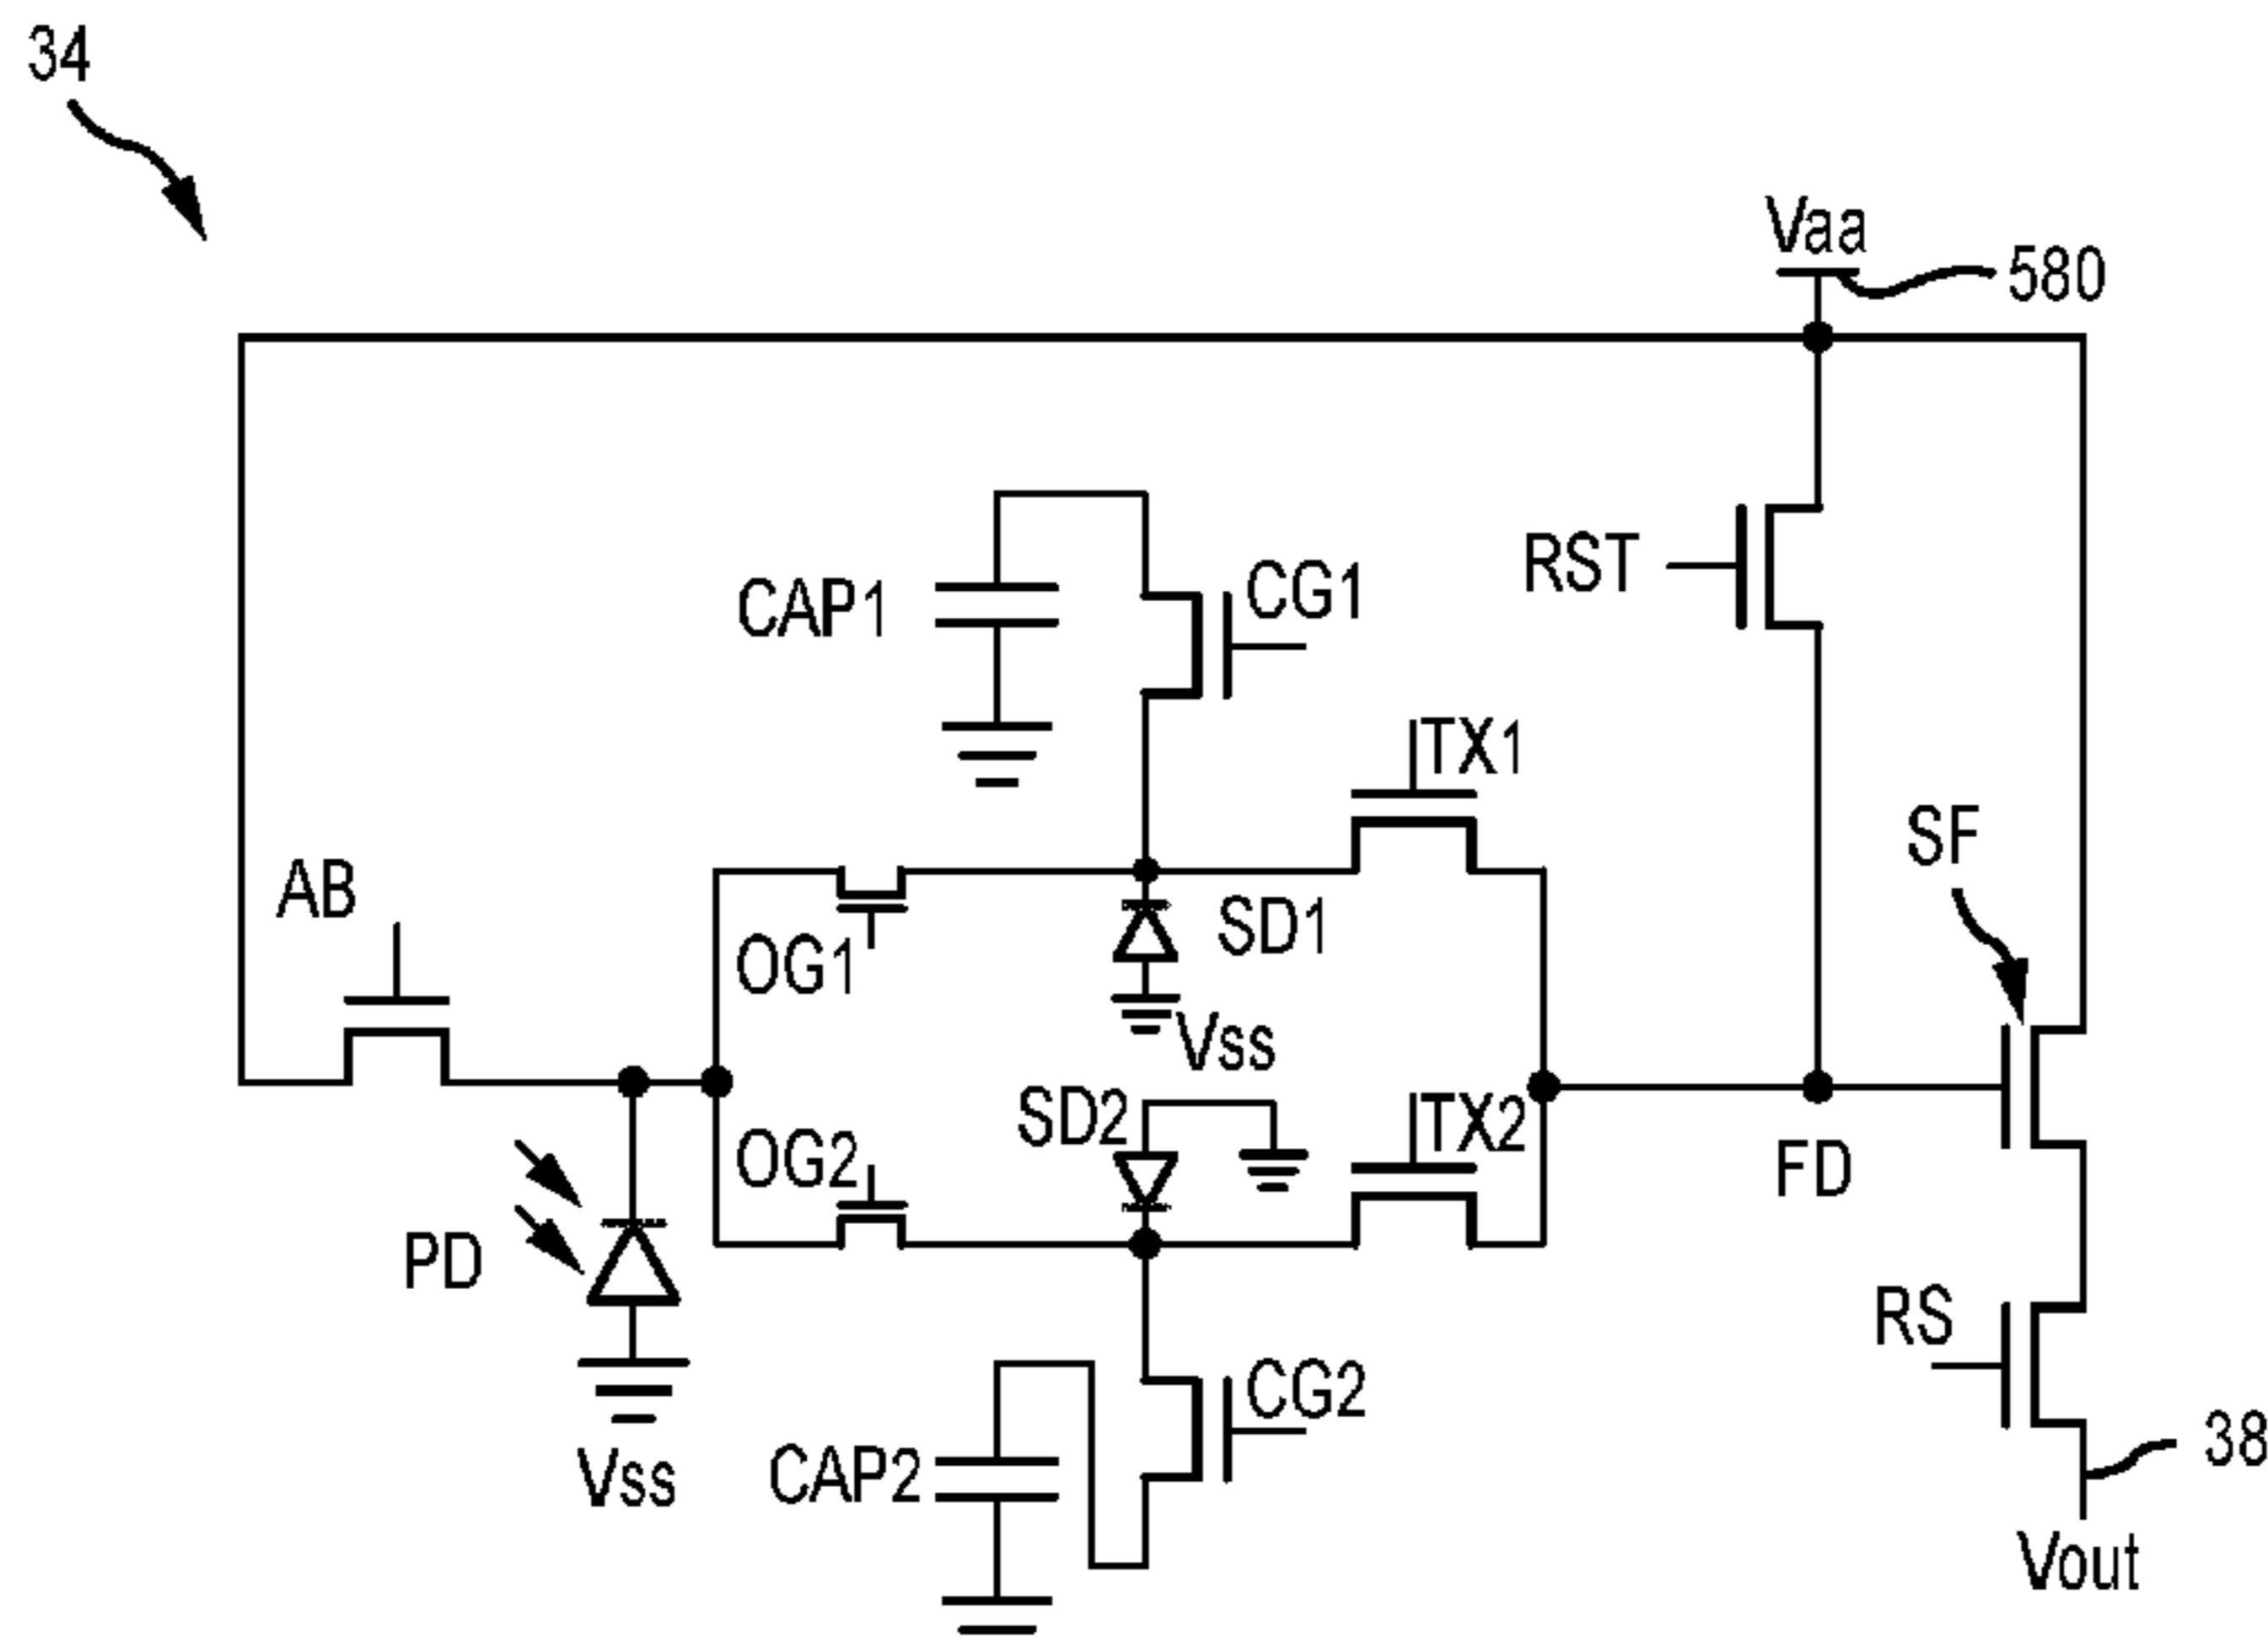 34
Vaa
580
RST
CAP1
CG1
TX1
SF
AB
OG1
SD1
Vss
SD2
TX2
OG2
FD
PD
RS
CG2
CAP2
38
Vss
Vout